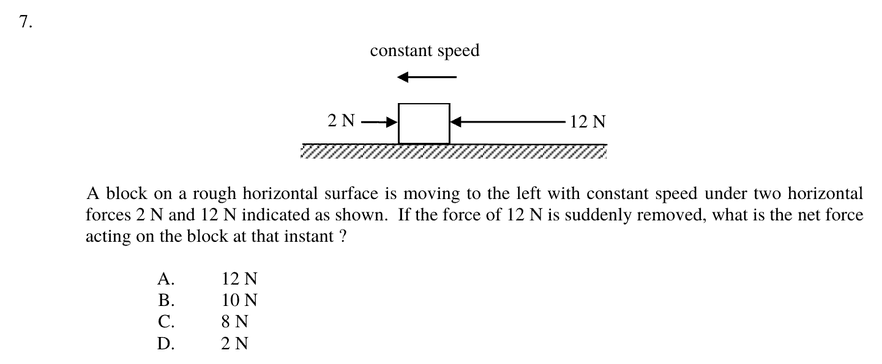 7.
constant speed
2 N
12 N
A block on a rough horizontal surface is moving to the left with constant speed under two horizontal
forces 2 N and 12 N indicated as shown. If the force of 12 N is suddenly removed, what is the net force
acting on the block at that instant ?
A. 12 N
B. 10 N
C. 8 N
D. 2 N